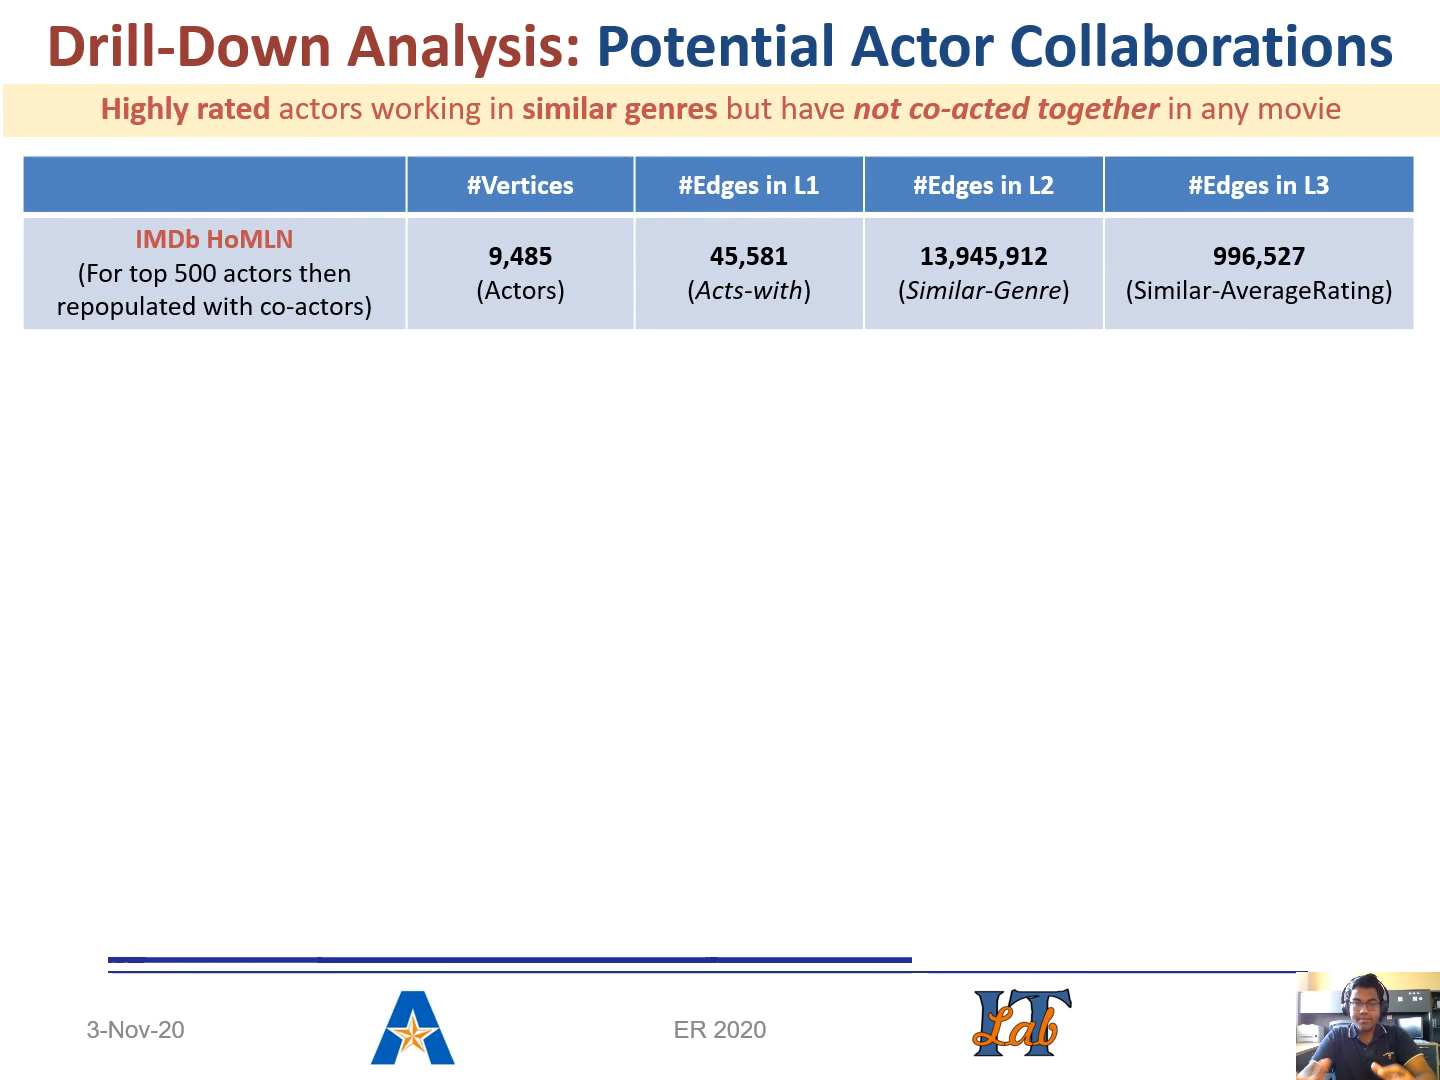 Drill-Down Analysis: Potential Actor Collaborations
Highly rated actors working in similar genres but have not co-acted together in any movie
#Vertices
#Edges in L1
#Edges in L2
#Edges in L3
IMDb HoMLN
(For top 500 actors then
repopulated with co-actors)
9,485
(Actors)
45,581
(Acts-with)
13,945,912
(Similar-Genre)
996,527
(Similar-AverageRating)
3-Nov-20
A
ER 2020
IT
Lab